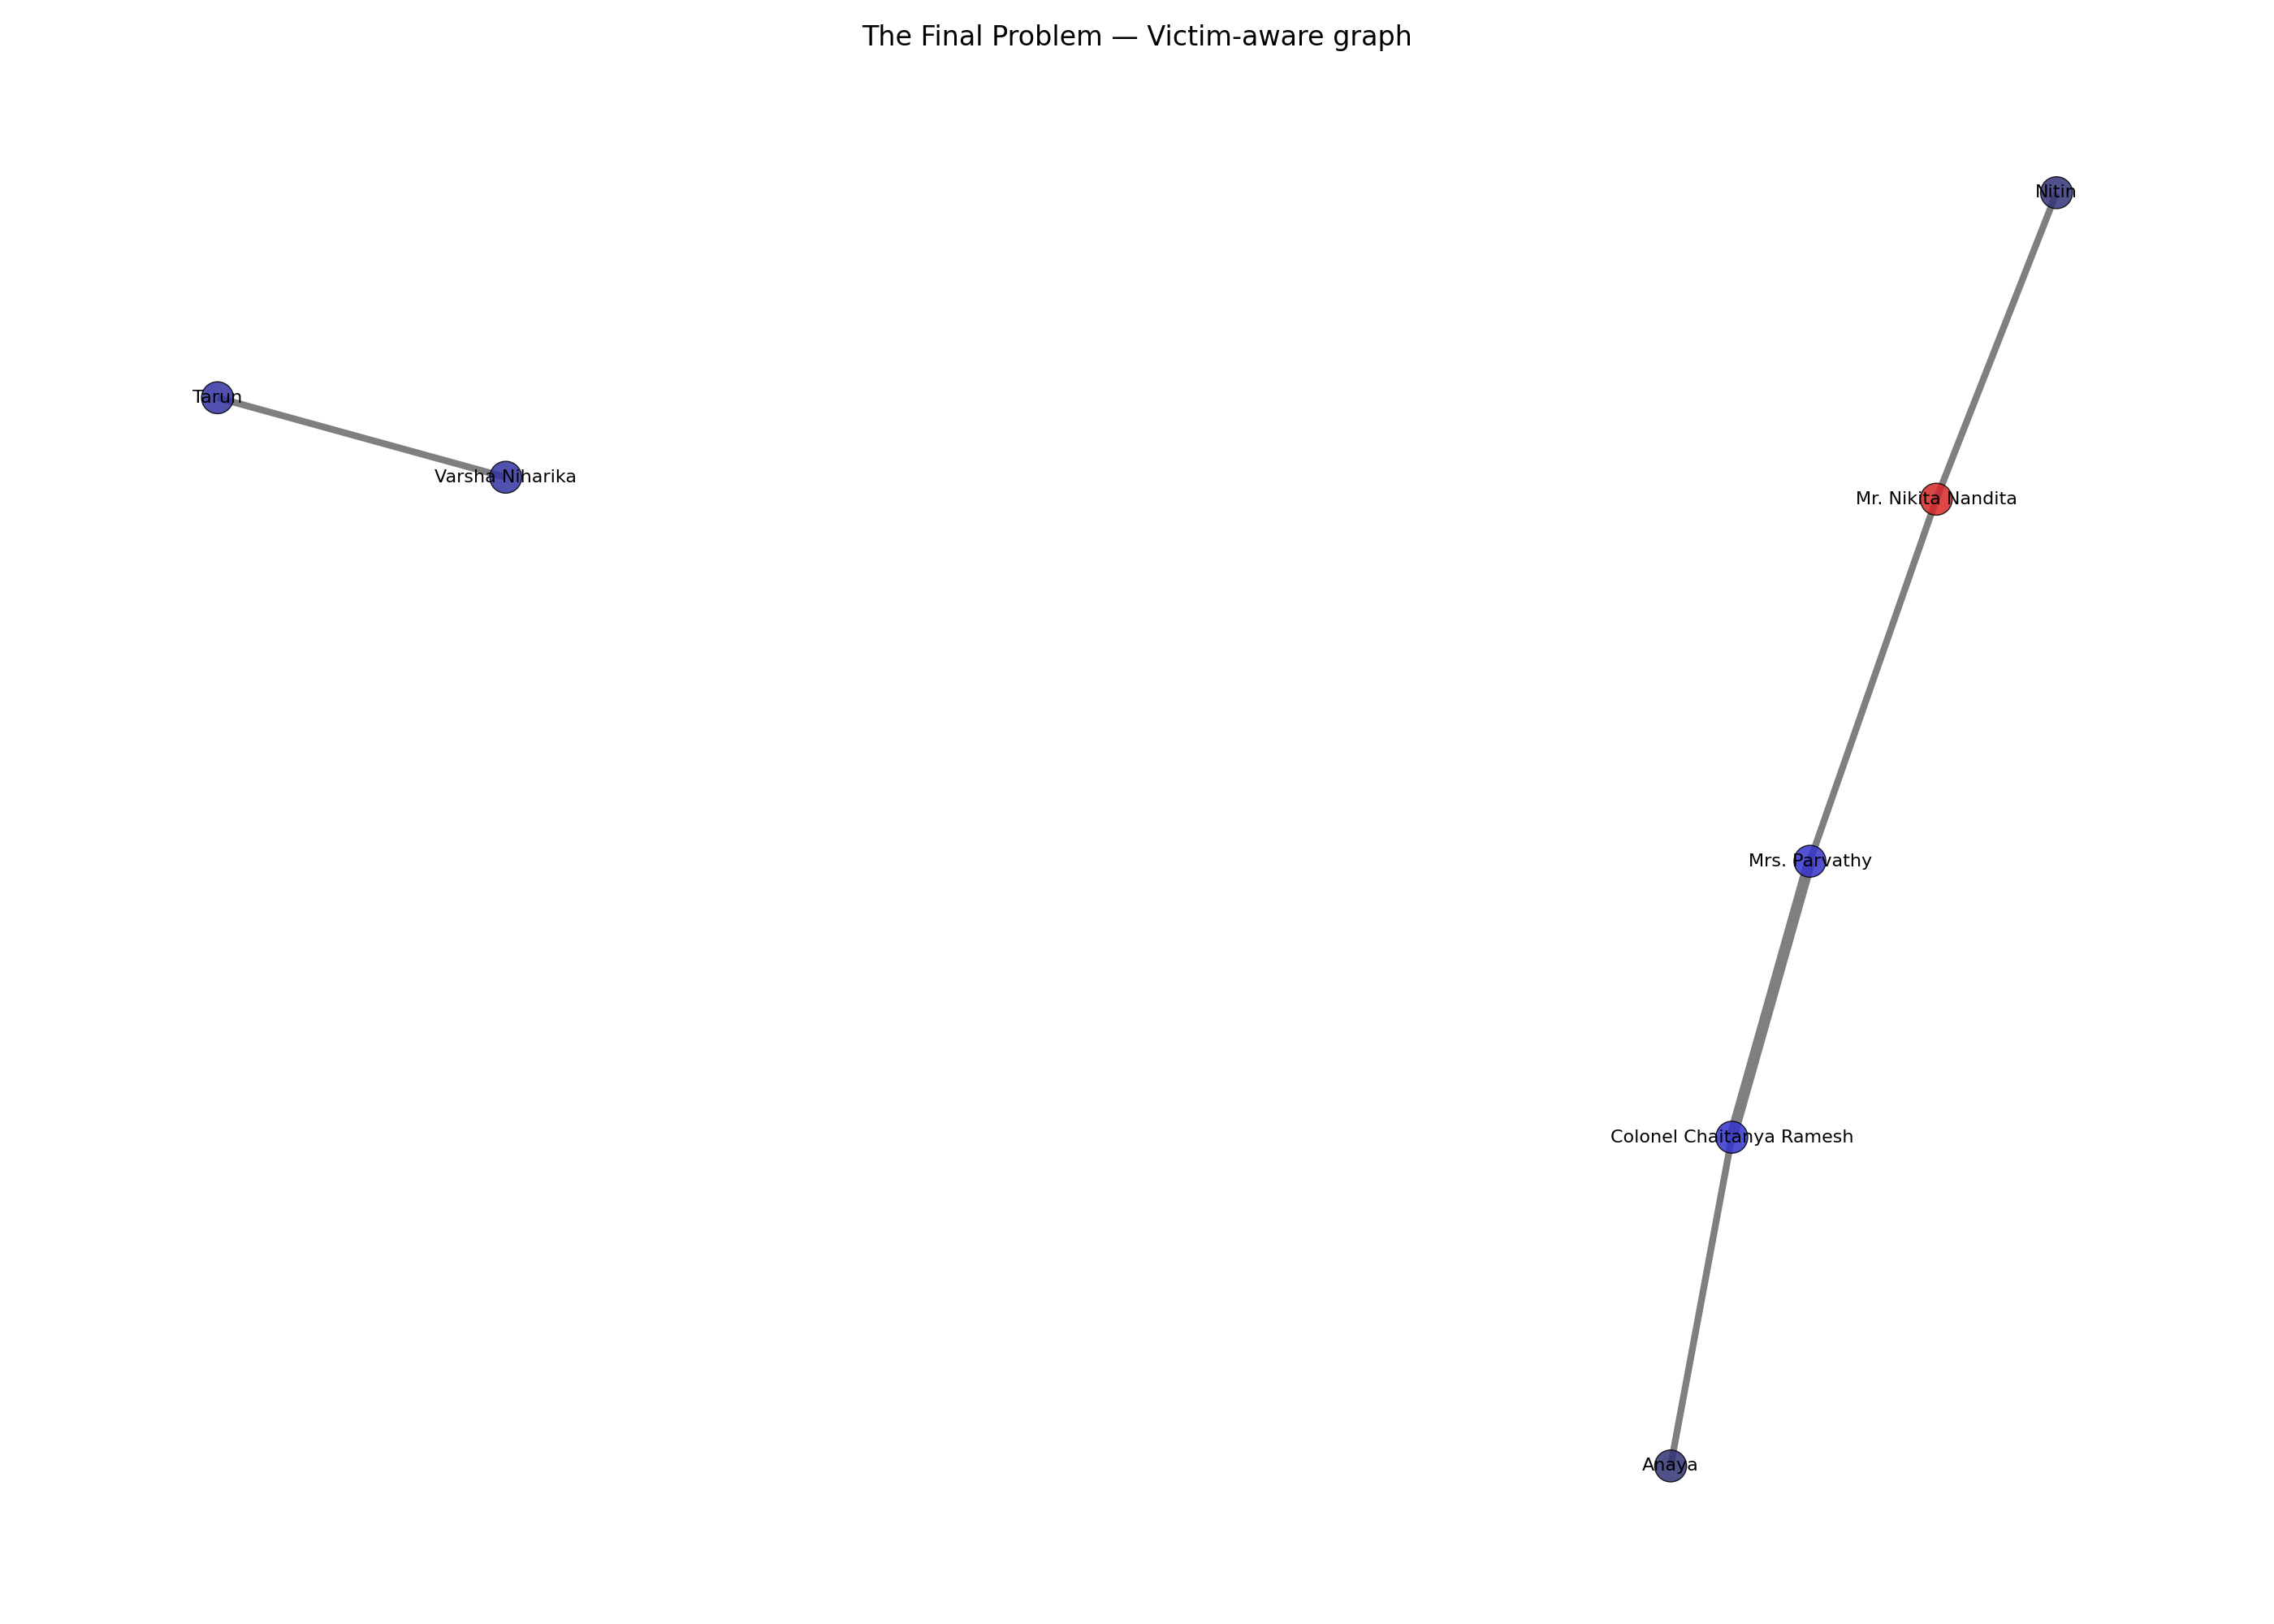 The Final Problem — Victim-aware graph
Nitin
Tarun
Varsha Niharika
Mr. Nikita Nandita
Mrs. Parvathy
Colonel Chaitanya Ramesh
Anaya